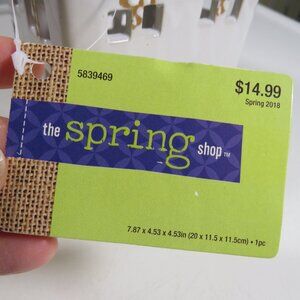 5839469
$14.99
Spring 2018
the spring shop™
7.87 x 4.53 x 4.53in (20 x 11.5 x 11.5cm) • 1pc